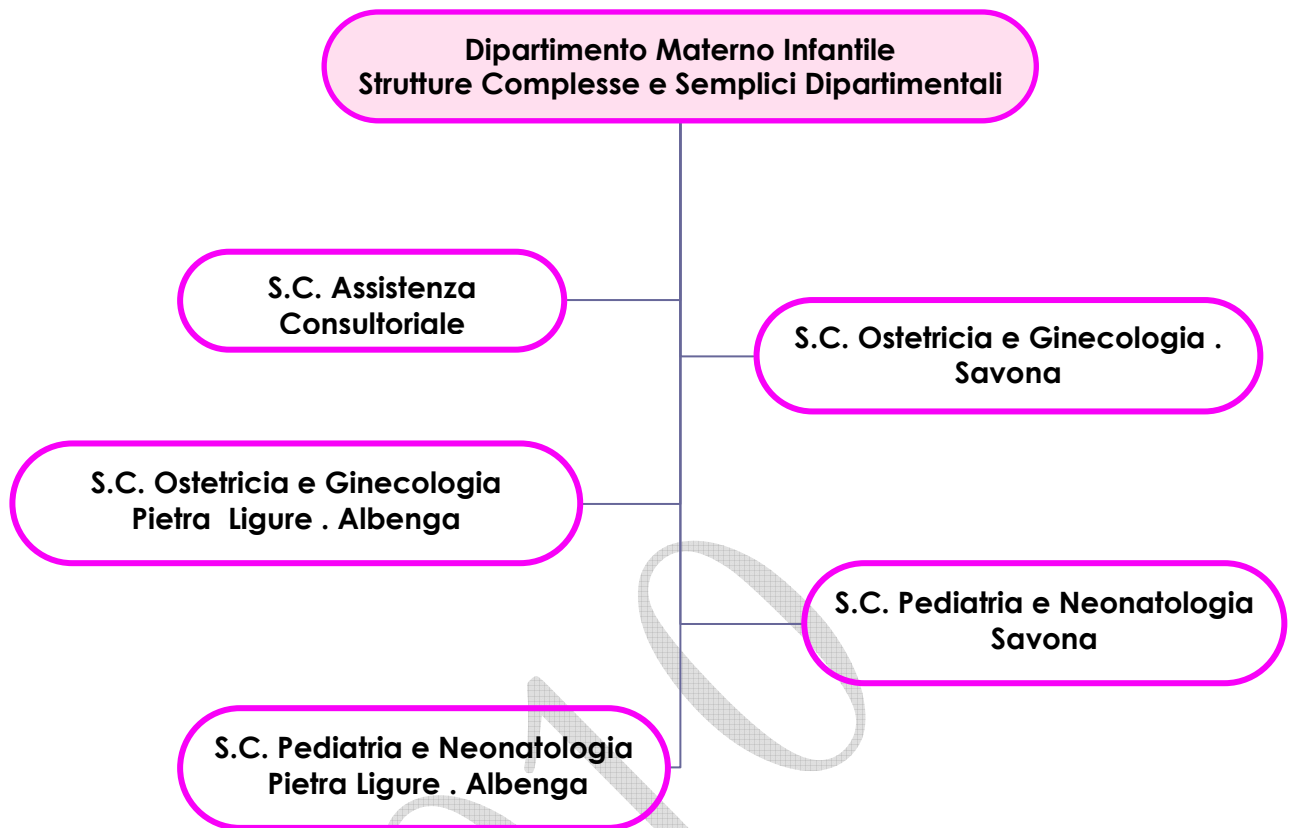 Dipartimento Materno Infantile
Strutture Complesse e Semplici Dipartimentali
S.C. Assistenza
Consultoriale
S.C. Ostetricia e Ginecologia .
Savona
S.C. Ostetricia e Ginecologia
Pietra Ligure . Albenga
S.C. Pediatria e Neonatologia
Savona
S.C. Pediatria e Neonatologia
Pietra Ligure . Albenga